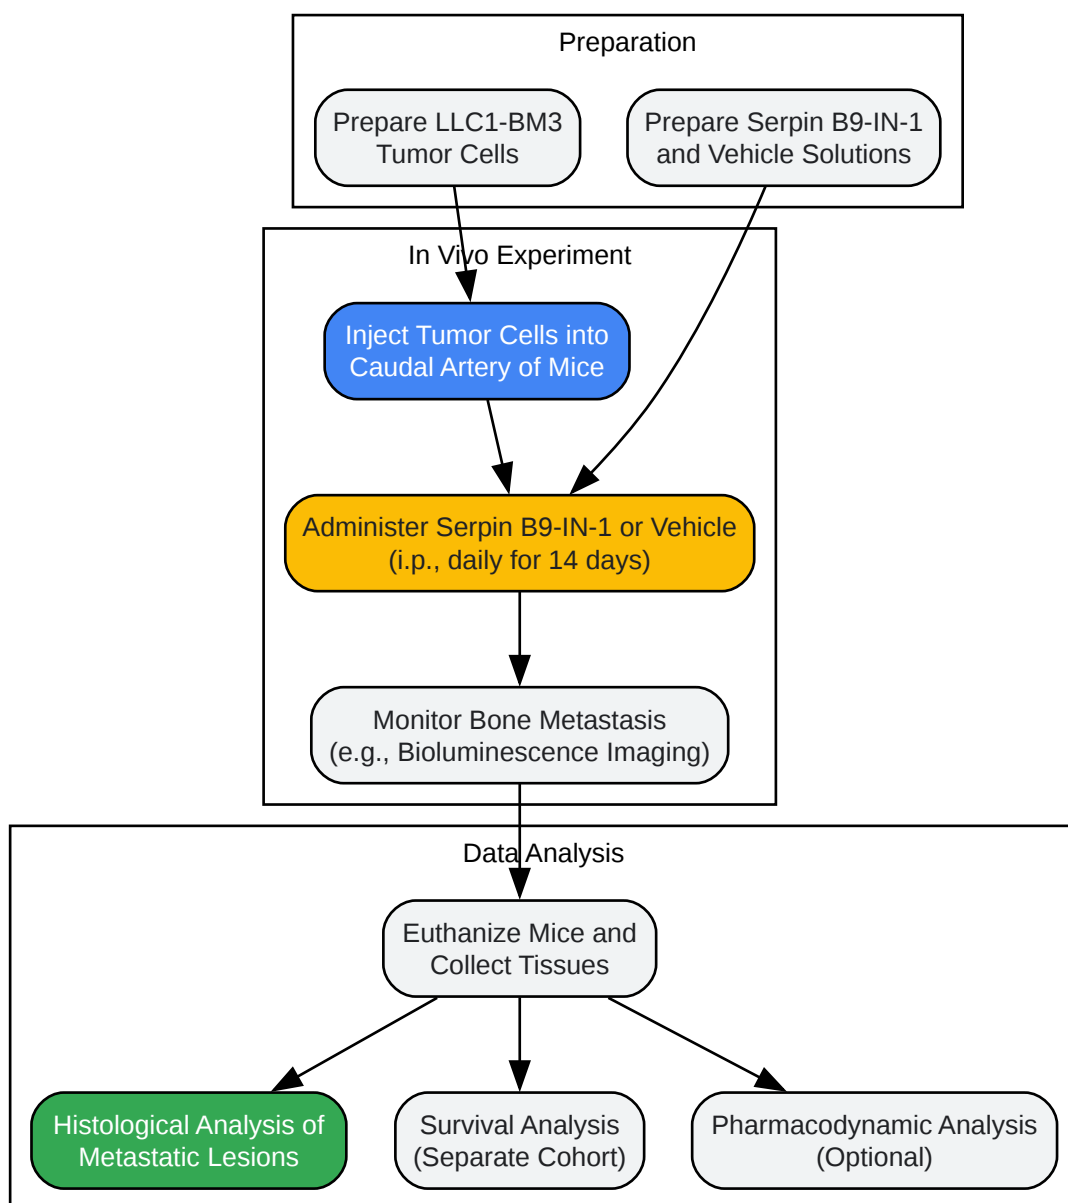 Preparation
Prepare LLC1-BM3
Tumor Cells
Prepare Serpin B9-IN-1
and Vehicle Solutions
In Vivo Experiment
Inject Tumor Cells into
Caudal Artery of Mice
Administer Serpin B9-IN-1 or Vehicle
(i.p., daily for 14 days)
Monitor Bone Metastasis
(e.g., Bioluminescence Imaging)
Data Analysis
Euthanize Mice and
Collect Tissues
Histological Analysis of
Metastatic Lesions
Survival Analysis
(Separate Cohort)
Pharmacodynamic Analysis
(Optional)